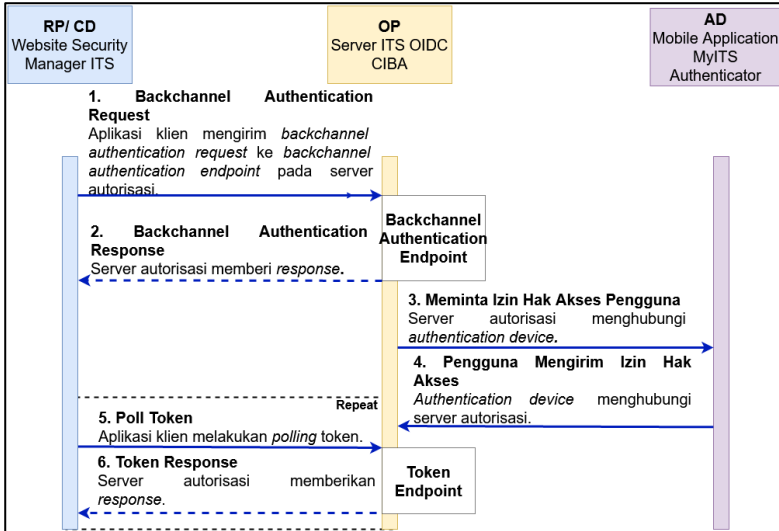 RP/ CD
Website Security
Manager ITS
OP
Server ITS OIDC
CIBA
AD
Mobile Application
MyITS
Authenticator
1. Backchannel Authentication
Request
Aplikasi klien mengirim backchannel
authentication request ke backchannel
authentication endpoint pada server
autorisasi.
Backchannel
Authentication
Endpoint
2. Backchannel Authentication
Response
Server autorisasi memberi response.
3. Meminta Izin Hak Akses Pengguna
Server autorisasi menghubungi
authentication device.
4. Pengguna Mengirim Izin Hak
Akses
Authentication device menghubungi
server autorisasi.
Repeat
5. Poll Token
Aplikasi klien melakukan polling token.
6. Token Response
Server autorisasi memberikan
response.
Token
Endpoint